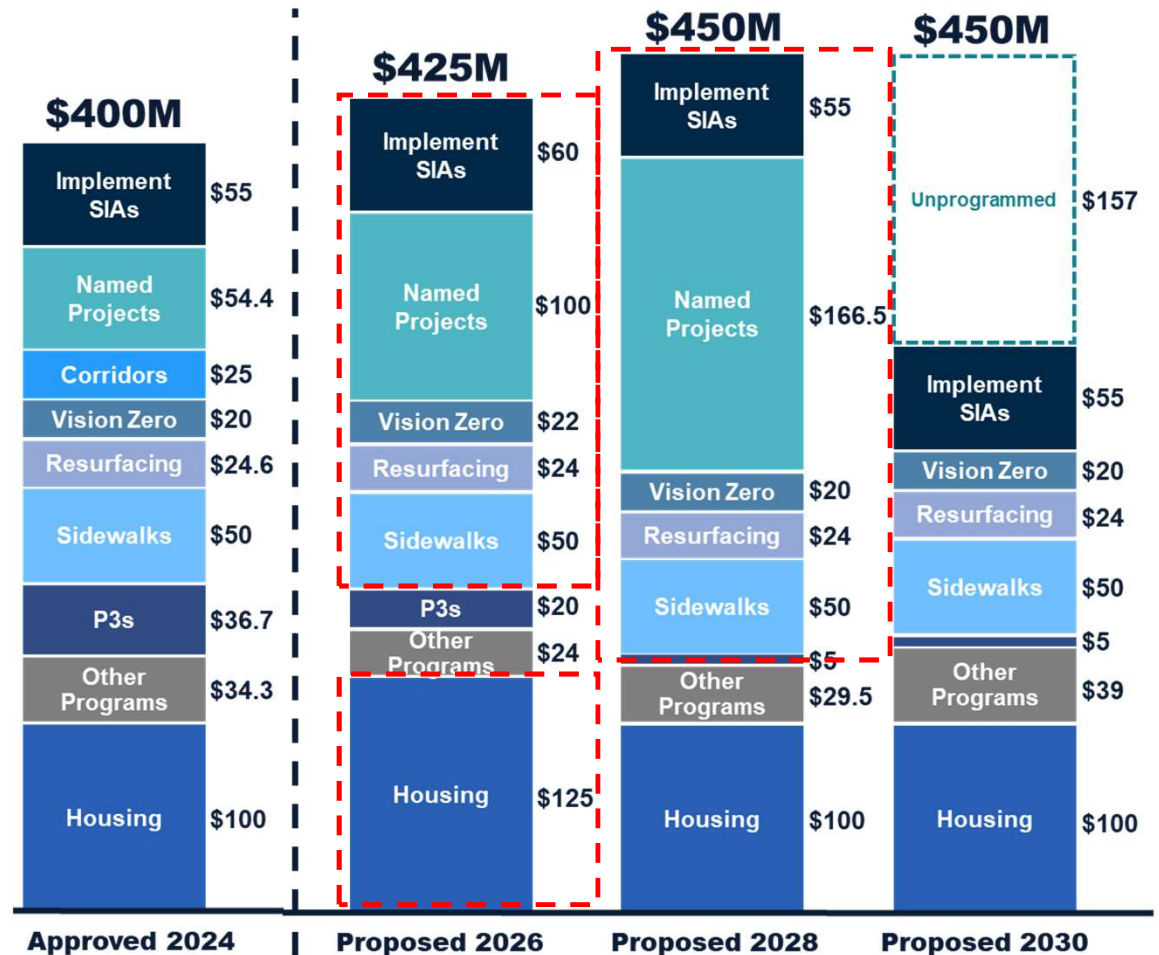 $400M
Implement
SIAs
$55
Named
Projects
$54.4
Corridors
$25
Vision Zero
$20
Resurfacing
$24.6
Sidewalks
$50
P3s
$36.7
Other
Programs
$34.3
Housing
$100
Approved 2024
$425M
Implement
SIAs
$60
Named
Projects
$100
Vision Zero
$22
Resurfacing
$24
Sidewalks
$50
P3s
$20
Other
Programs
$24
Housing
$125
Proposed 2026
$450M
Implement
SIAs
$55
Named
Projects
$166.5
Vision Zero
$20
Resurfacing
$24
Sidewalks
$50
$5
Other
Programs
$29.5
Housing
$100
Proposed 2028
$450M
Unprogrammed
$157
Implement
SIAs
$55
Vision Zero
$20
Resurfacing
$24
Sidewalks
$50
$5
Other
Programs
$39
Housing
$100
Proposed 2030